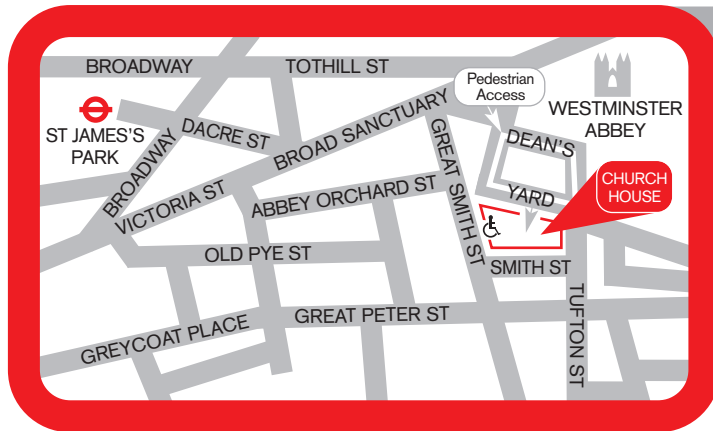 BROADWAY
TOTHILL ST
Pedestrian
Access
WESTMINSTER
ABBEY
ST JAMES'S
PARK
DACRE ST
BROADWAY
BROAD SANCTUARY
DEAN'S
YARD
GREAT SMITH ST
CHURCH
HOUSE
VICTORIA ST
ABBEY ORCHARD ST
OLD PYE ST
SMITH ST
TUFTON ST
GREAT PETER ST
GREYCOAT PLACE